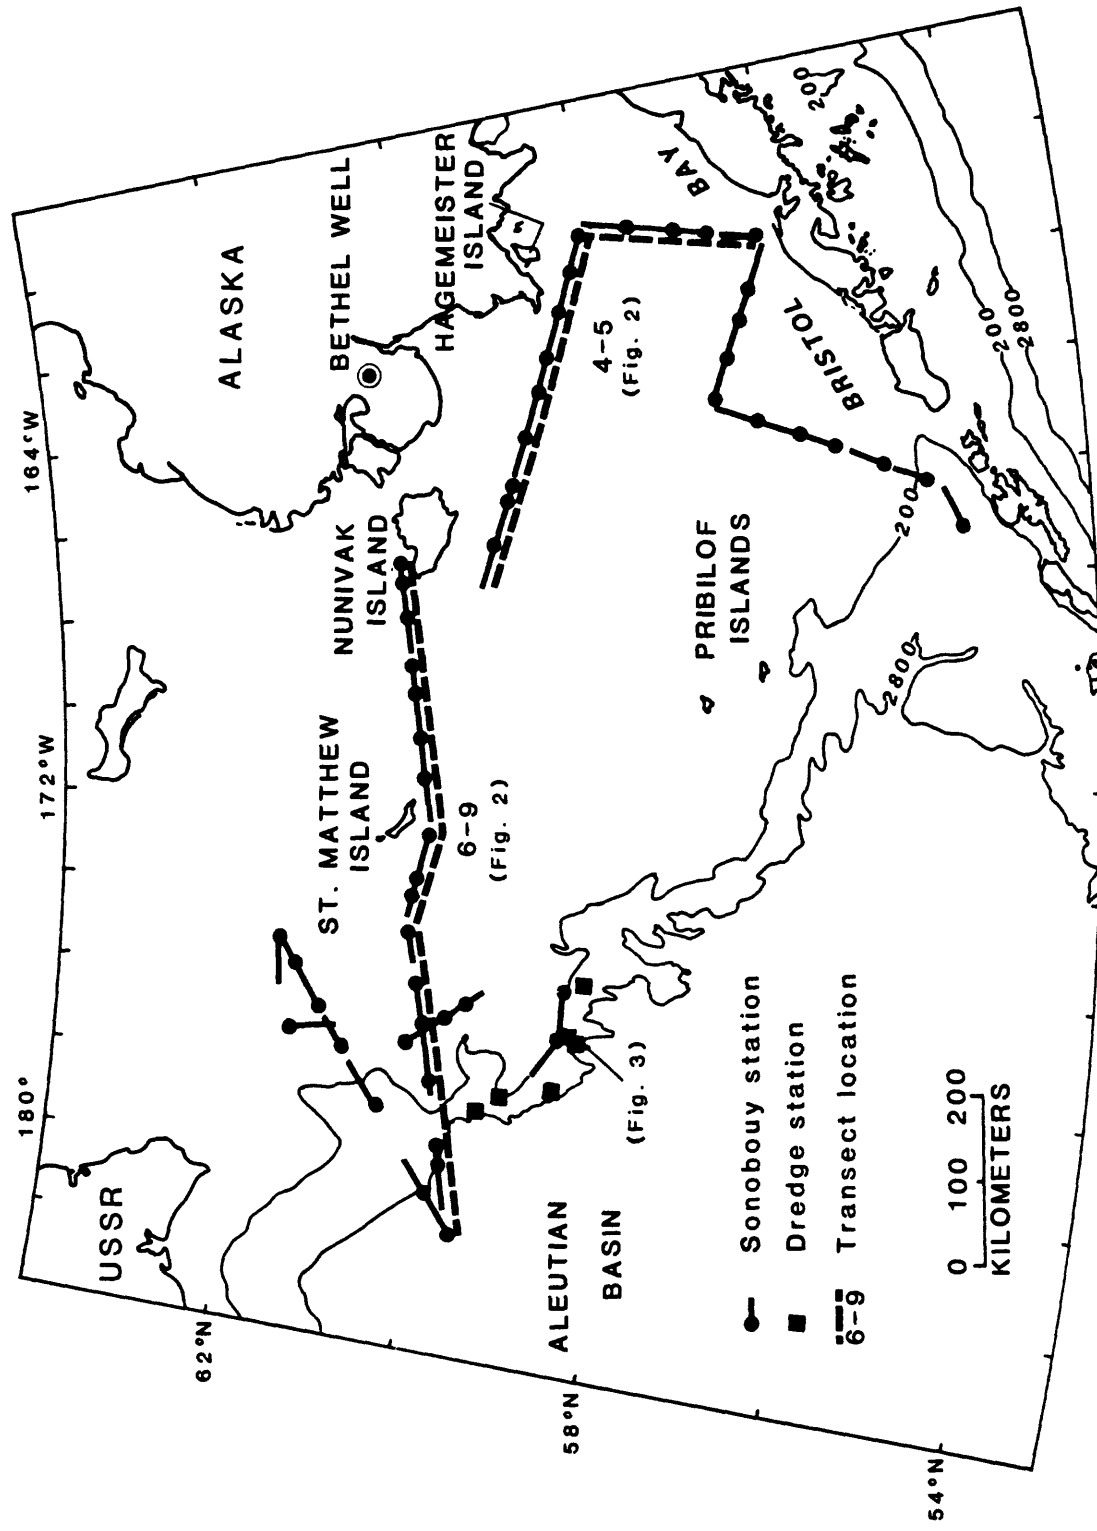 180°
172°W
164°W
62°N
58°N
54°N
USSR
ALASKA
BETHEL WELL
HAGEMEISTER
ISLAND
NUNIVAK
ISLAND
ST. MATTHEW
ISLAND
6-9
(Fig. 2)
4-5
(Fig. 2)
(Fig. 3)
BRISTOL
BAY
PRIBILOF
ISLANDS
ALEUTIAN
BASIN
200
2800
200
2800
200
Sonobouy station
Dredge station
6-9
Transect location
0 100 200
KILOMETERS